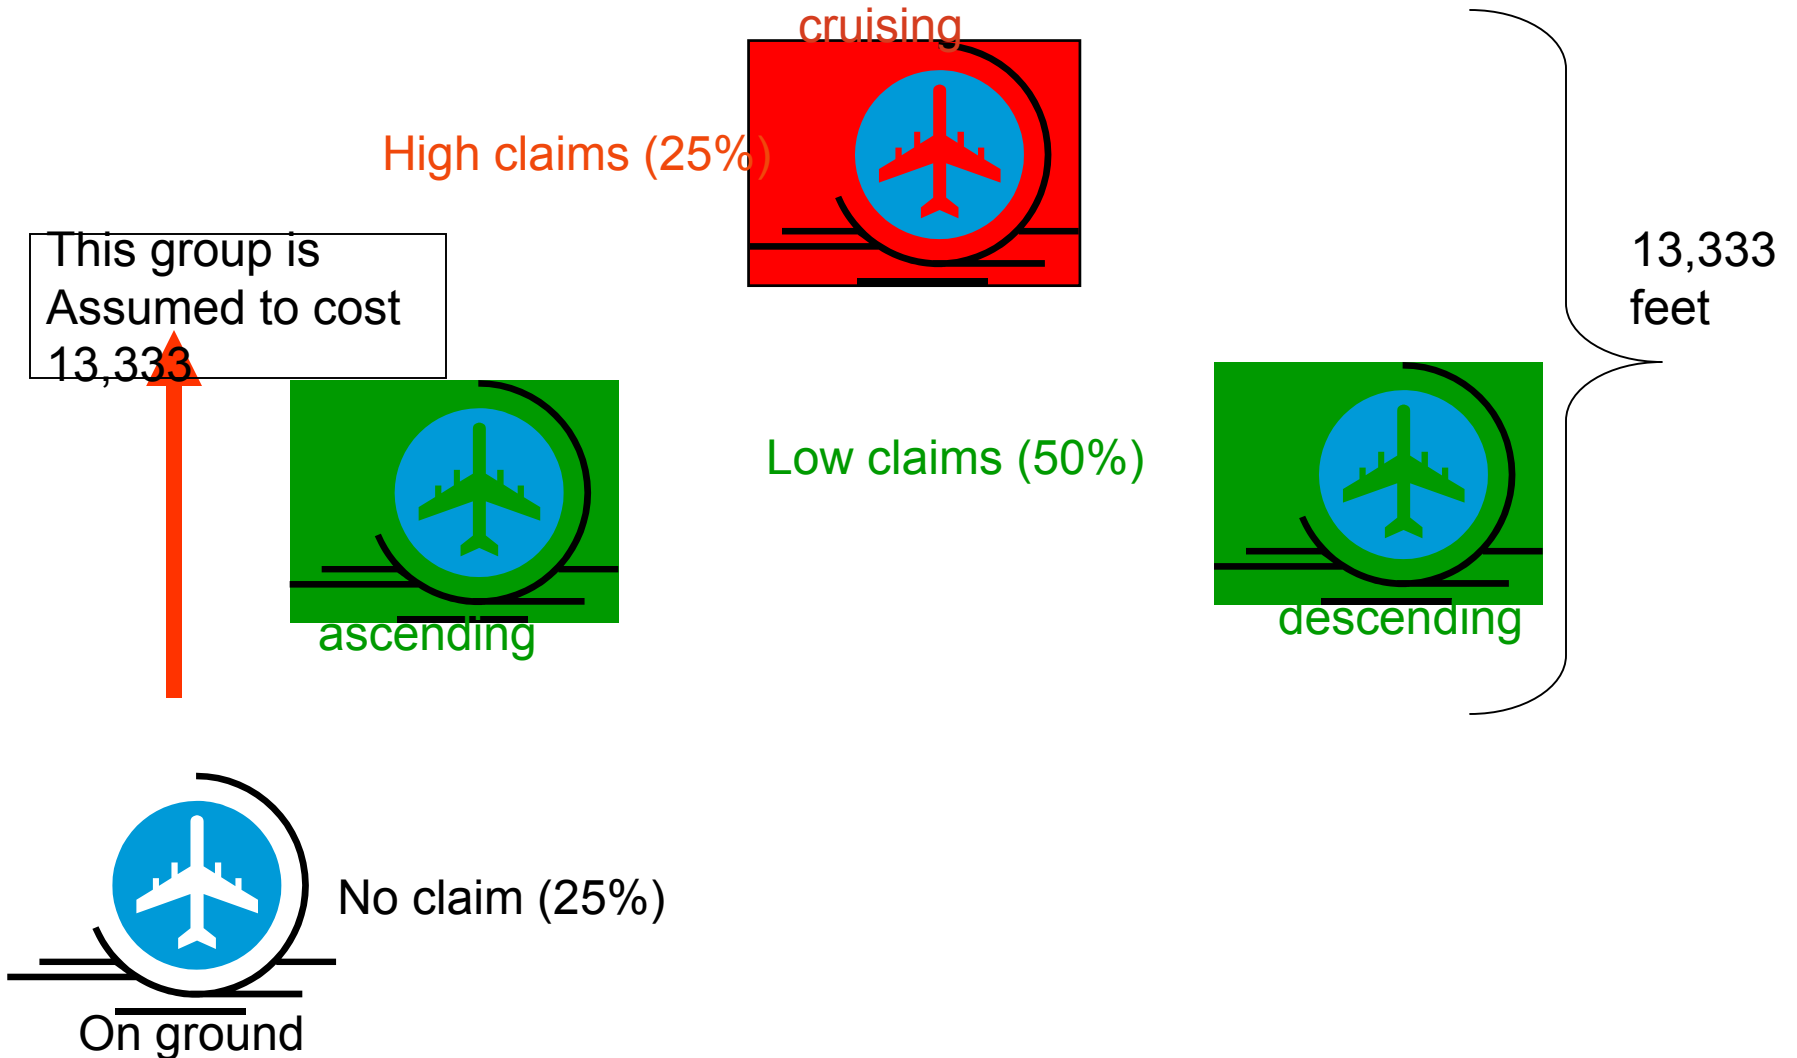 cruising
High claims (25%)
This group is
Assumed to cost
13,333
13,333
feet
Low claims (50%)
ascending
descending
No claim (25%)
On ground